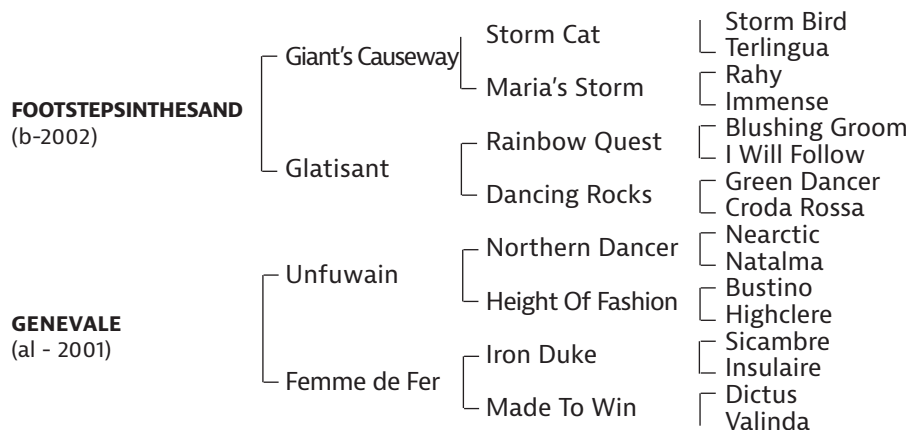 FOOTSTEPSINTHESAND
(b-2002)
Giant's Causeway
Storm Cat
Storm Bird
Terlingua
Maria's Storm
Rahy
Immense
Glatisant
Rainbow Quest
Blushing Groom
I Will Follow
Dancing Rocks
Green Dancer
Croda Rossa
GENEVALE
(al - 2001)
Unfuwain
Northern Dancer
Nearctic
Natalma
Height Of Fashion
Bustino
Highclere
Femme de Fer
Iron Duke
Sicambre
Insulaire
Made To Win
Dictus
Valinda